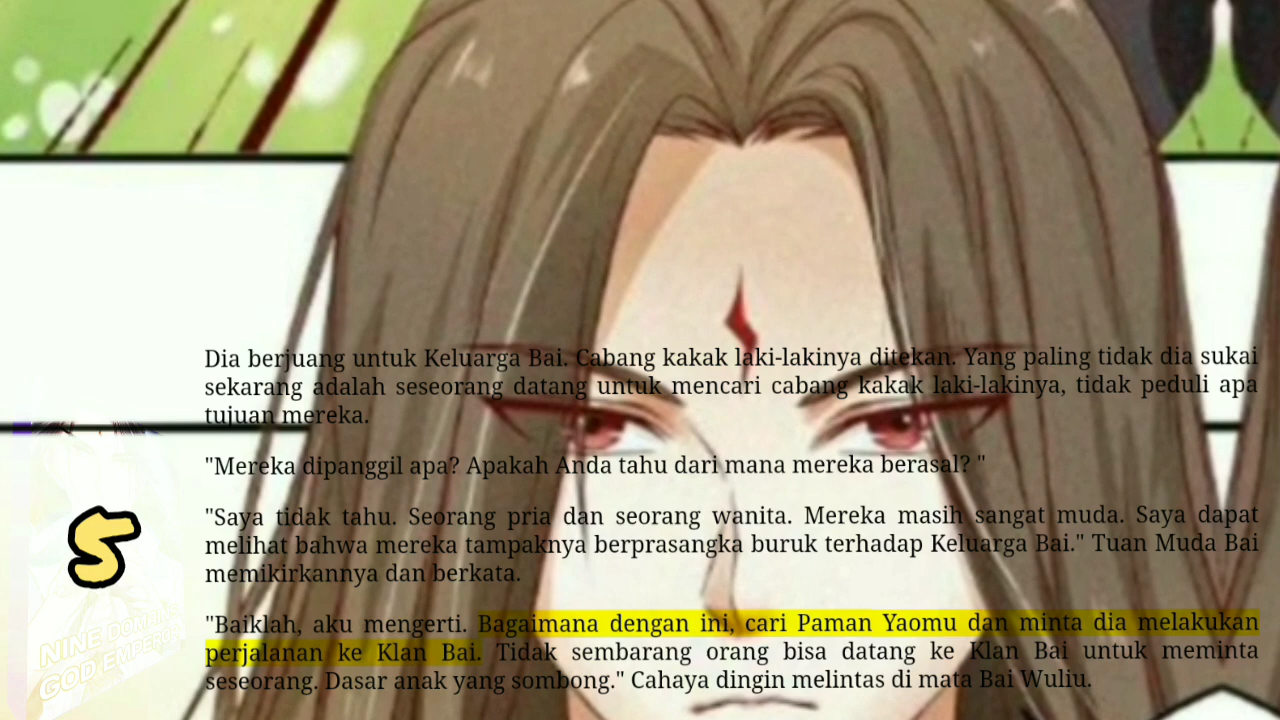 Dia berjuang untuk Keluarga Bai. Cabang kakak laki-lakinya ditekan. Yang paling tidak dia sukai
sekarang adalah seseorang datang untuk mencari cabang kakak laki-lakinya, tidak peduli apa
tujuan mereka.
"Mereka dipanggil apa? Apakah Anda tahu dari mana mereka berasal? "
"Saya tidak tahu. Seorang pria dan seorang wanita. Mereka masih sangat muda. Saya dapat
melihat bahwa mereka tampaknya berprasangka buruk terhadap Keluarga Bai." Tuan Muda Bai
memikirkannya dan berkata.
S
"Baiklah, aku mengerti. Bagaimana dengan ini, cari Paman Yaomu dan minta dia melakukan
perjalanan ke Klan Bai. Tidak sembarang orang bisa datang ke Klan Bai untuk meminta
seseorang. Dasar anak yang sombong." Cahaya dingin melintas di mata Bai Wuliu.
NINE DOMAINS
GOD EMPEROR